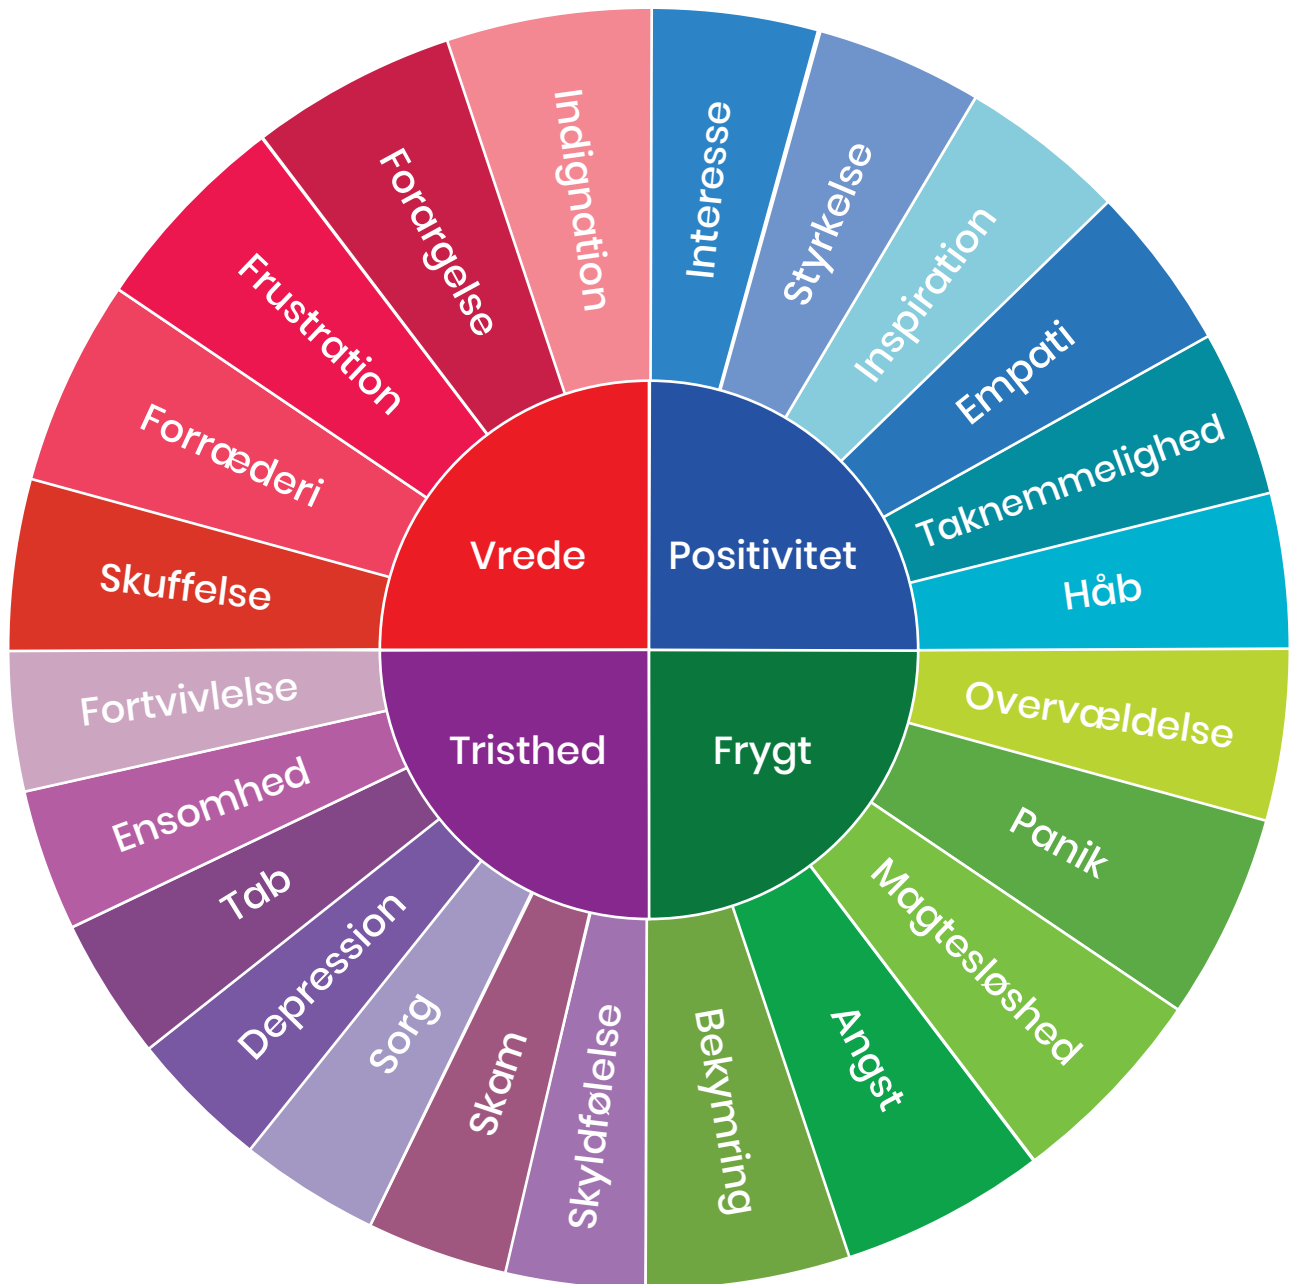 Vrede
Positivitet
Tristhed
Frygt
Interesse
Styrkelse
Inspiration
Empati
Taknemmelighed
Håb
Overvældelse
Panik
Magtesløshed
Angst
Bekymring
Skyldfølelse
Skam
Sorg
Depression
Tab
Ensomhed
Fortvivlelse
Skuffelse
Forræderi
Frustration
Forargelse
Indignation